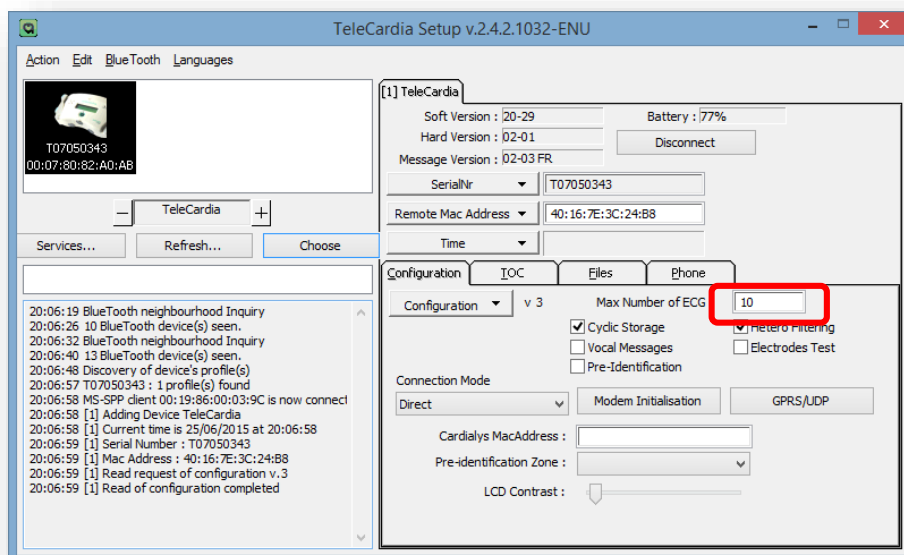 TeleCardia Setup v.2.4.2.1032-ENU
Action Edit BlueTooth Languages
T07050343
00:07:80:82:A0:AB
TeleCardia
Services... Refresh... Choose
20:06:19 BlueTooth neighbourhood Inquiry
20:06:26 10 BlueTooth device(s) seen.
20:06:32 BlueTooth neighbourhood Inquiry
20:06:40 13 BlueTooth device(s) seen.
20:06:48 Discovery of device's profile(s)
20:06:57 T07050343 : 1 profile(s) found
20:06:58 MS-SPP client 00:19:86:00:03:9C is now connect
20:06:58 [1] Adding Device TeleCardia
20:06:58 [1] Current time is 25/06/2015 at 20:06:58
20:06:59 [1] Serial Number : T07050343
20:06:59 [1] Mac Address : 40:16:7E:3C:24:B8
20:06:59 [1] Read request of configuration v.3
20:06:59 [1] Read of configuration completed
[1] TeleCardia
Soft Version : 20-29 Battery : 77%
Hard Version : 02-01 Disconnect
Message Version : 02-03 FR
SerialNr T07050343
Remote Mac Address 40:16:7E:3C:24:B8
Time
Configuration TOC Files Phone
Configuration v 3 Max Number of ECG 10
Cyclic Storage Hetero Filtering
Vocal Messages Electrodes Test
Pre-Identification
Connection Mode
Direct Modem Initialisation GPRS/UDP
Cardialys MacAddress :
Pre-identification Zone :
LCD Contrast :